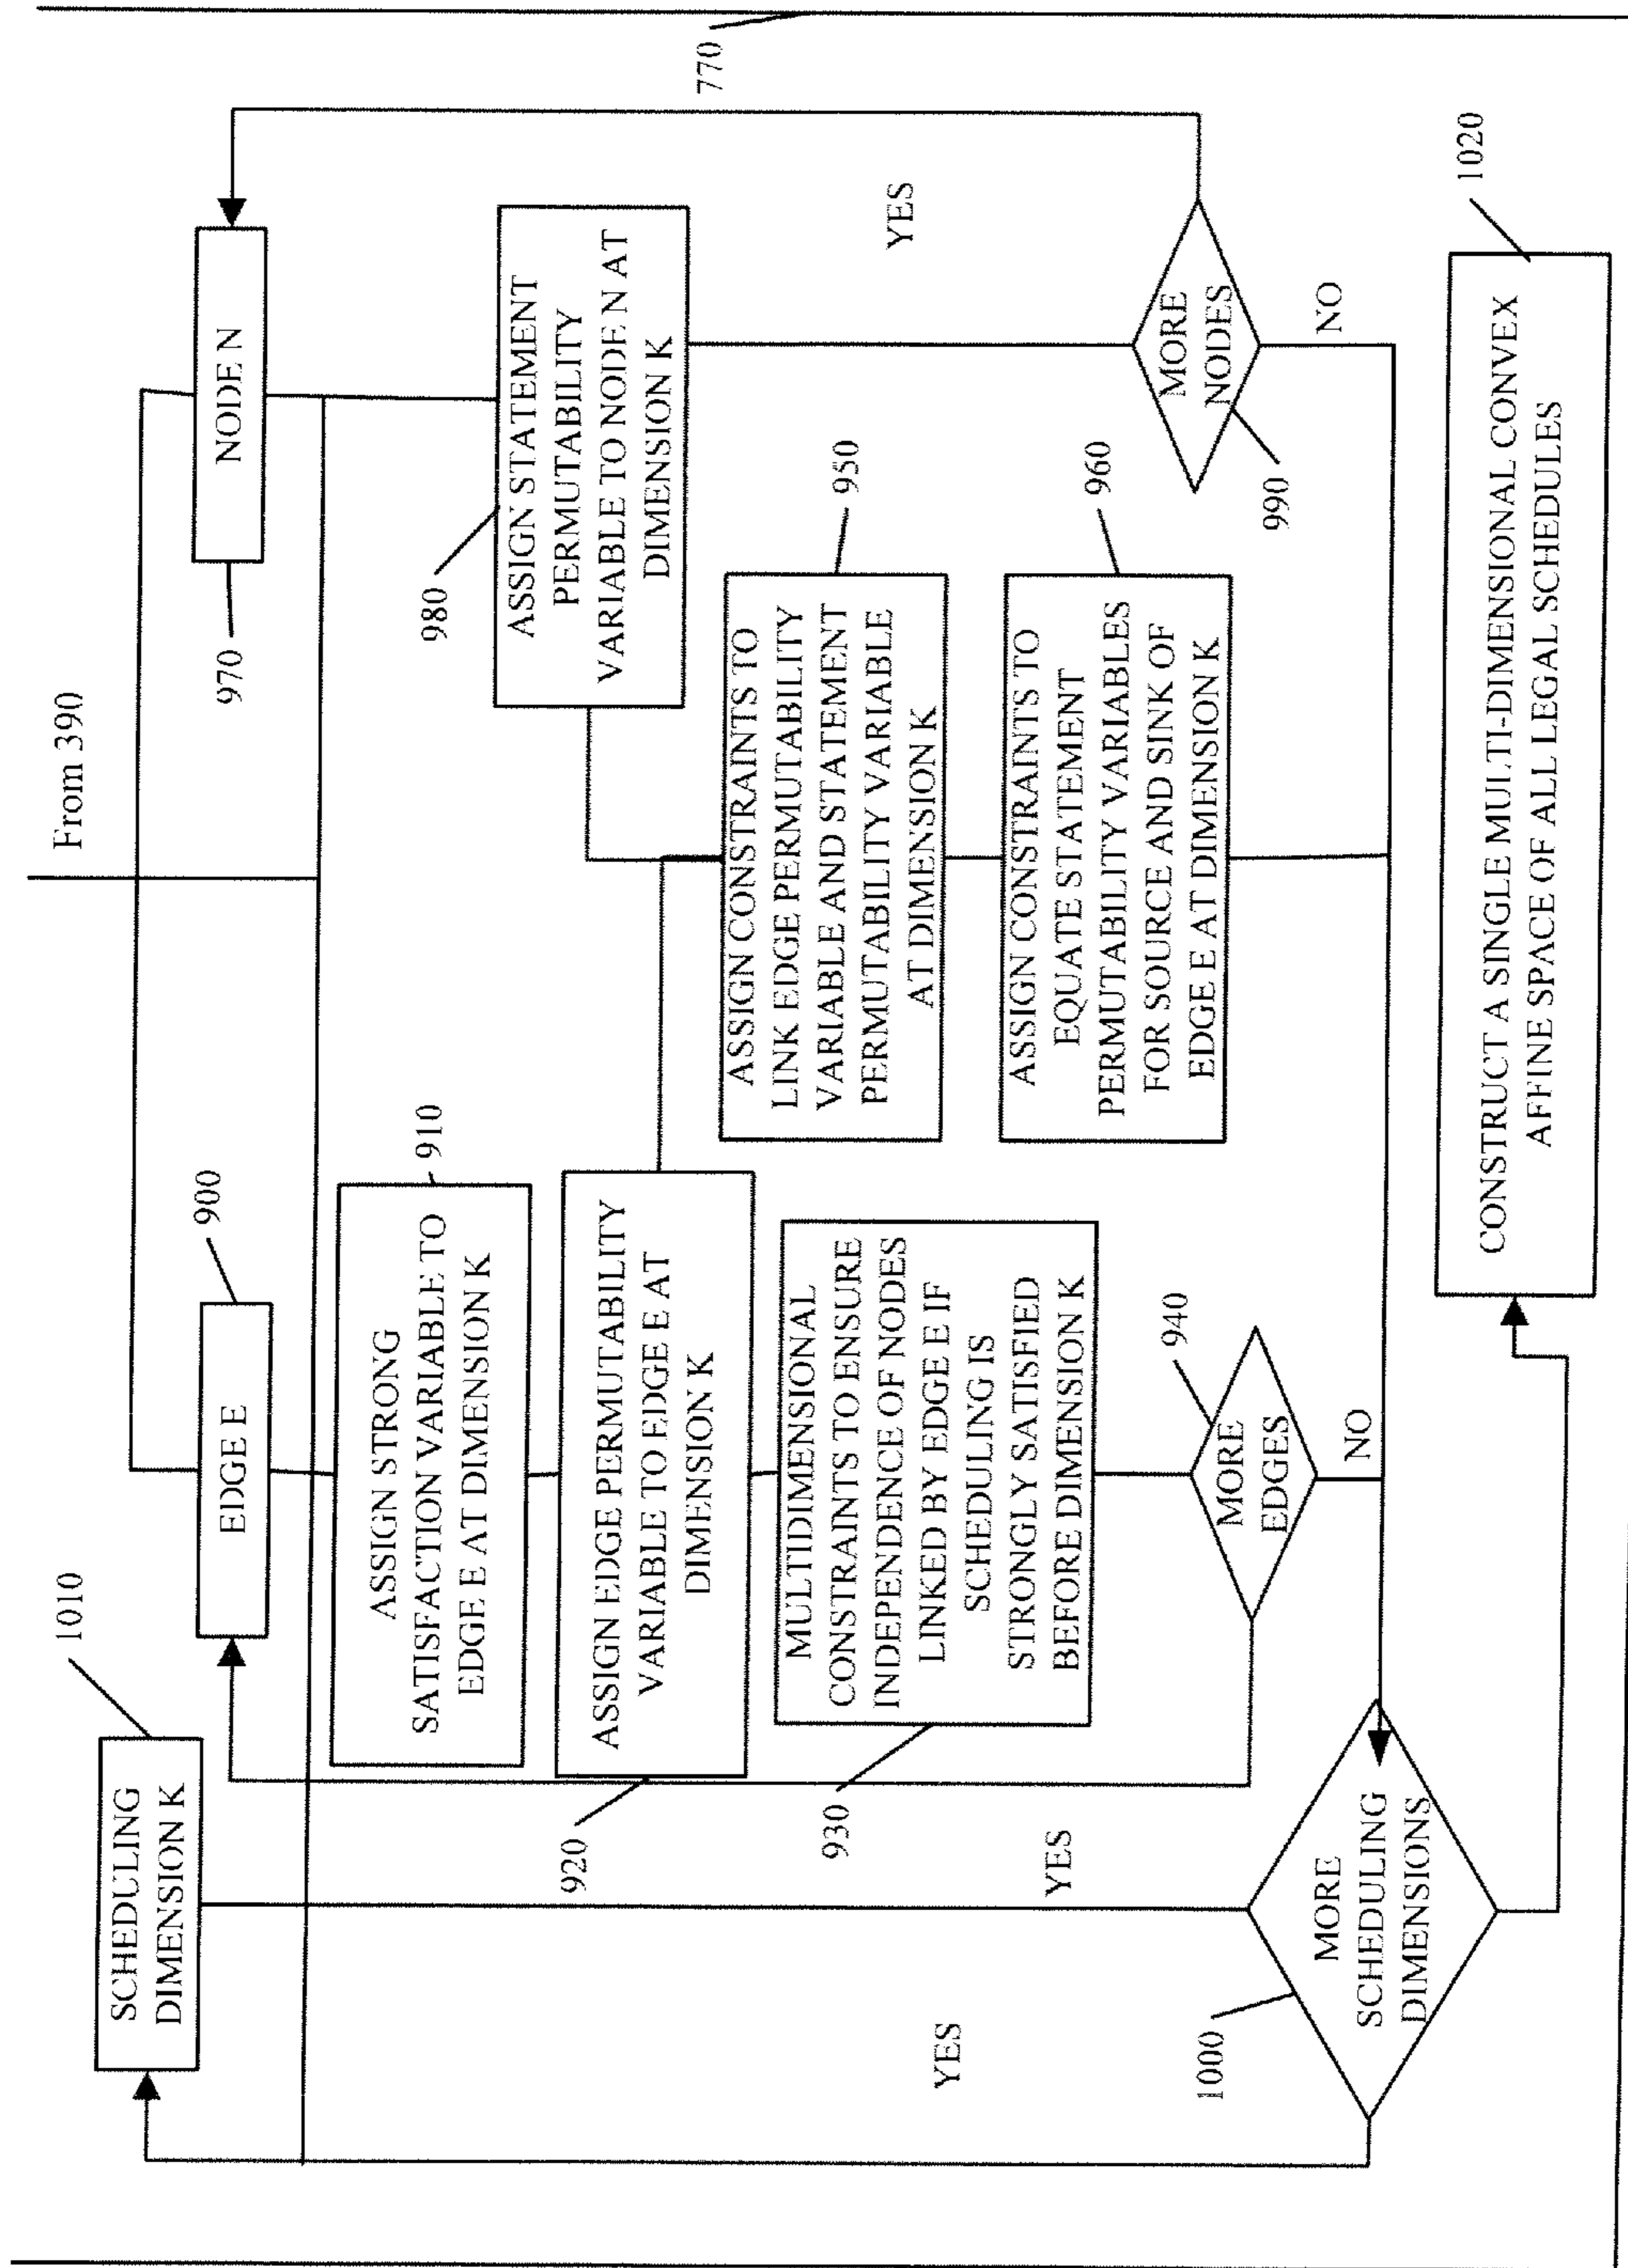 From 390
770
SCHEDULING
DIMENSION K
1010
EDGE E
900
NODE N
970
ASSIGN STRONG
SATISFACTION VARIABLE TO
EDGE E AT DIMENSION K
910
ASSIGN EDGE PERMUTABILITY
VARIABLE TO EDGE E AT
DIMENSION K
920
MULTIDIMENSIONAL
CONSTRAINTS TO ENSURE
INDEPENDENCE OF NODES
LINKED BY EDGE E IF
SCHEDULING IS
STRONGLY SATISFIED
BEFORE DIMENSION K
930
MORE
EDGES
940
NO
YES
ASSIGN STATEMENT
PERMUTABILITY
VARIABLE TO NODE N AT
DIMENSION K
980
ASSIGN CONSTRAINTS TO
LINK EDGE PERMUTABILITY
VARIABLE AND STATEMENT
PERMUTABILITY VARIABLE
AT DIMENSION K
950
ASSIGN CONSTRAINTS TO
EQUATE STATEMENT
PERMUTABILITY VARIABLES
FOR SOURCE AND SINK OF
EDGE E AT DIMENSION K
960
MORE
NODES
990
YES
NO
MORE
SCHEDULING
DIMENSIONS
1000
YES
CONSTRUCT A SINGLE MULTI-DIMENSIONAL CONVEX
AFFINE SPACE OF ALL LEGAL SCHEDULES
1020